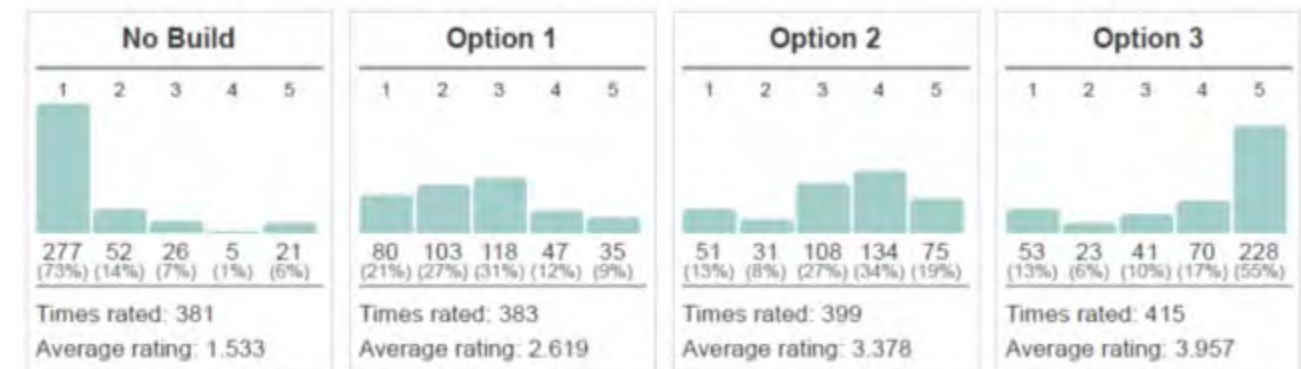 No Build
1 2 3 4 5
277 52 26 5 21
(73%) (14%) (7%) (1%) (6%)
Times rated: 381
Average rating: 1.533
Option 1
1 2 3 4 5
80 103 118 47 35
(21%) (27%) (31%) (12%) (9%)
Times rated: 383
Average rating: 2.619
Option 2
1 2 3 4 5
51 31 108 134 75
(13%) (8%) (27%) (34%) (19%)
Times rated: 399
Average rating: 3.378
Option 3
1 2 3 4 5
53 23 41 70 228
(13%) (6%) (10%) (17%) (55%)
Times rated: 415
Average rating: 3.957